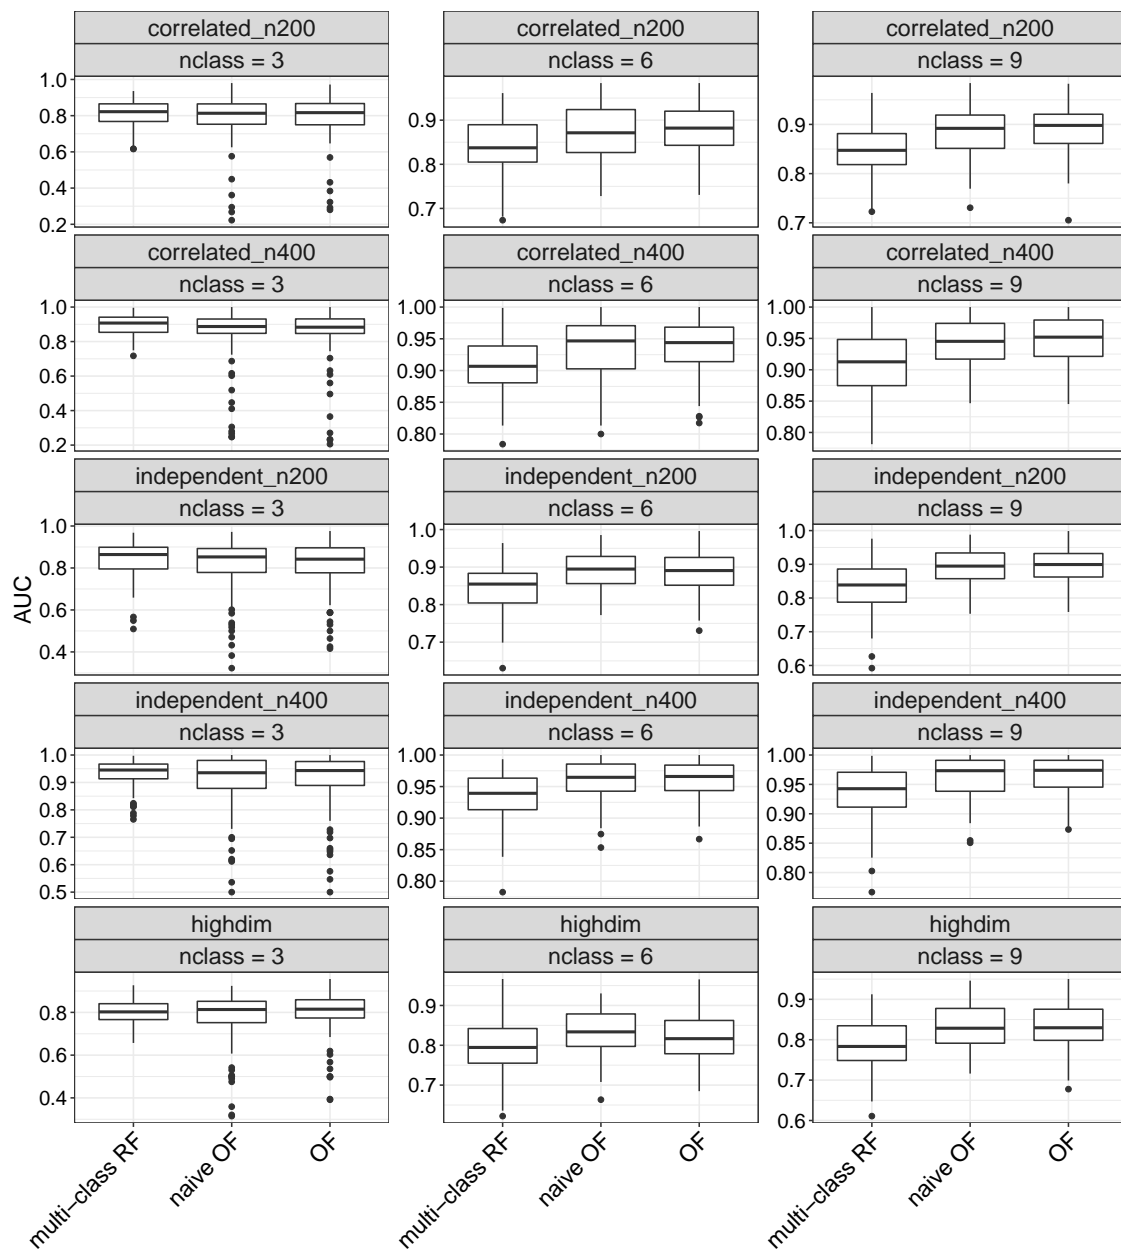 correlated_n200
correlated_n200
correlated_n200
nclass = 3
nclass = 6
nclass = 9
1.0
0.8
0.6
0.4
0.2
0.9
0.8
0.7
0.9
0.8
0.7
correlated_n400
correlated_n400
correlated_n400
nclass = 3
nclass = 6
nclass = 9
1.0
0.8
0.6
0.4
0.2
1.00
0.95
0.90
0.85
0.80
1.00
0.95
0.90
0.85
0.80
independent_n200
independent_n200
independent_n200
nclass = 3
nclass = 6
nclass = 9
AUC
1.0
0.8
0.6
0.4
1.0
0.9
0.8
0.7
1.0
0.9
0.8
0.7
0.6
independent_n400
independent_n400
independent_n400
nclass = 3
nclass = 6
nclass = 9
1.0
0.9
0.8
0.7
0.6
0.5
1.00
0.95
0.90
0.85
0.80
1.00
0.95
0.90
0.85
0.80
highdim
highdim
highdim
nclass = 3
nclass = 6
nclass = 9
0.8
0.6
0.4
0.9
0.8
0.7
0.9
0.8
0.7
0.6
multi−class RF
naive OF
OF
multi−class RF
naive OF
OF
multi−class RF
naive OF
OF